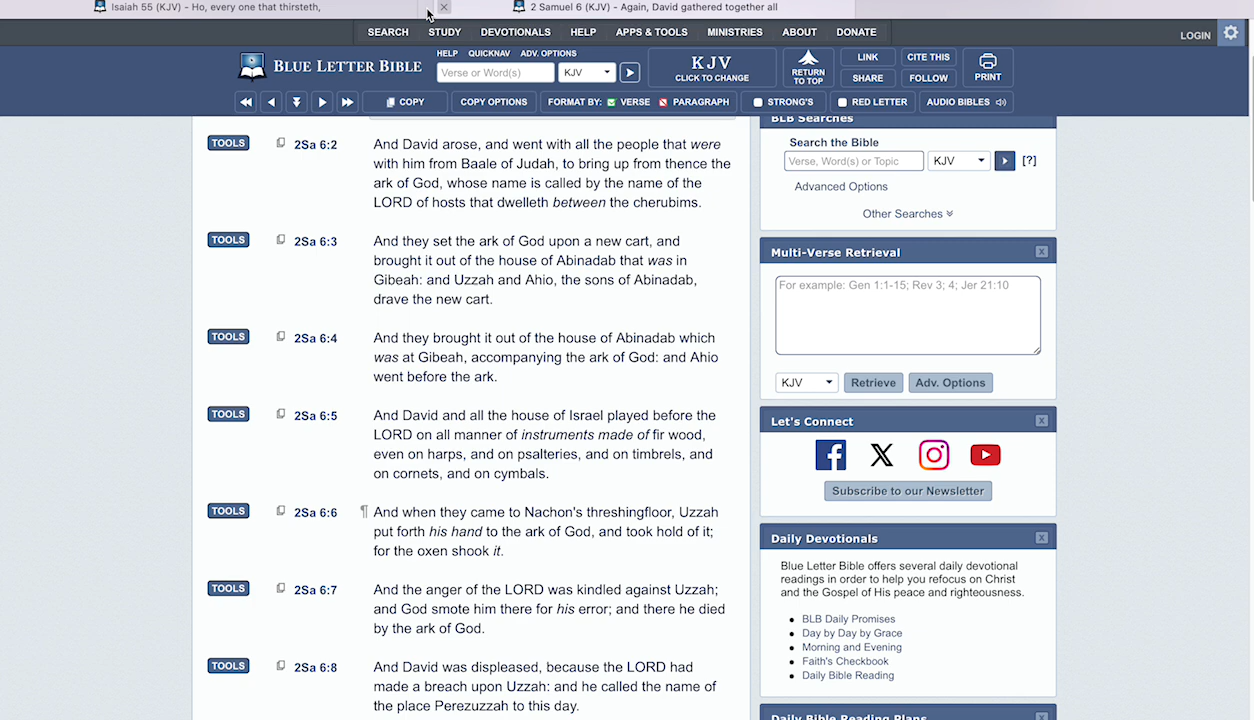 Isaiah 55 (KJV) - Ho, every one that thirsteth,
2 Samuel 6 (KJV) - Again, David gathered together all
SEARCH STUDY DEVOTIONALS HELP APPS & TOOLS MINISTRIES ABOUT DONATE LOGIN
BLUE LETTER BIBLE
HELP QUICKNAV ADV. OPTIONS
Verse or Word(s) KJV
KJV
CLICK TO CHANGE
RETURN
TO TOP
LINK CITE THIS
SHARE FOLLOW
PRINT
COPY COPY OPTIONS FORMAT BY: VERSE PARAGRAPH STRONG'S RED LETTER AUDIO BIBLES
TOOLS 2Sa 6:2 And David arose, and went with all the people that were
with him from Baale of Judah, to bring up from thence the
ark of God, whose name is called by the name of the
LORD of hosts that dwelleth between the cherubims.
TOOLS 2Sa 6:3 And they set the ark of God upon a new cart, and
brought it out of the house of Abinadab that was in
Gibeah: and Uzzah and Ahio, the sons of Abinadab,
drave the new cart.
TOOLS 2Sa 6:4 And they brought it out of the house of Abinadab which
was at Gibeah, accompanying the ark of God: and Ahio
went before the ark.
TOOLS 2Sa 6:5 And David and all the house of Israel played before the
LORD on all manner of instruments made of fir wood,
even on harps, and on psalteries, and on timbrels, and
on cornets, and on cymbals.
TOOLS 2Sa 6:6 ¶ And when they came to Nachon's threshingfloor, Uzzah
put forth his hand to the ark of God, and took hold of it;
for the oxen shook it.
TOOLS 2Sa 6:7 And the anger of the LORD was kindled against Uzzah;
and God smote him there for his error; and there he died
by the ark of God.
TOOLS 2Sa 6:8 And David was displeased, because the LORD had
made a breach upon Uzzah: and he called the name of
the place Perezuzzah to this day.
BLB Searches
Search the Bible
Verse, Word(s) or Topic KJV [?]
Advanced Options
Other Searches
Multi-Verse Retrieval X
For example: Gen 1:1-15; Rev 3; 4; Jer 21:10
KJV Retrieve Adv. Options
Let's Connect X
Subscribe to our Newsletter
Daily Devotionals X
Blue Letter Bible offers several daily devotional
readings in order to help you refocus on Christ
and the Gospel of His peace and righteousness.
BLB Daily Promises
Day by Day by Grace
Morning and Evening
Faith's Checkbook
Daily Bible Reading
Daily Bible Reading Plans X